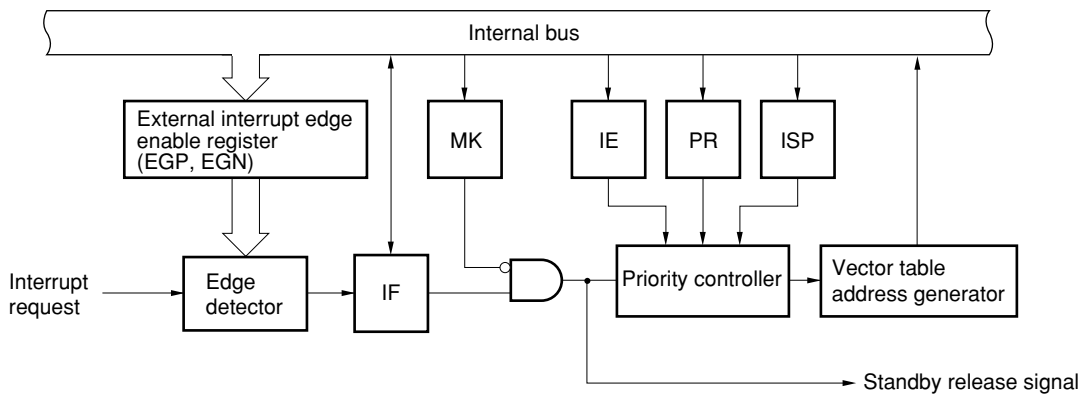 Internal bus
External interrupt edge
enable register
(EGP, EGN)
MK
IE
PR
ISP
Interrupt
request
Edge
detector
IF
Priority controller
Vector table
address generator
Standby release signal